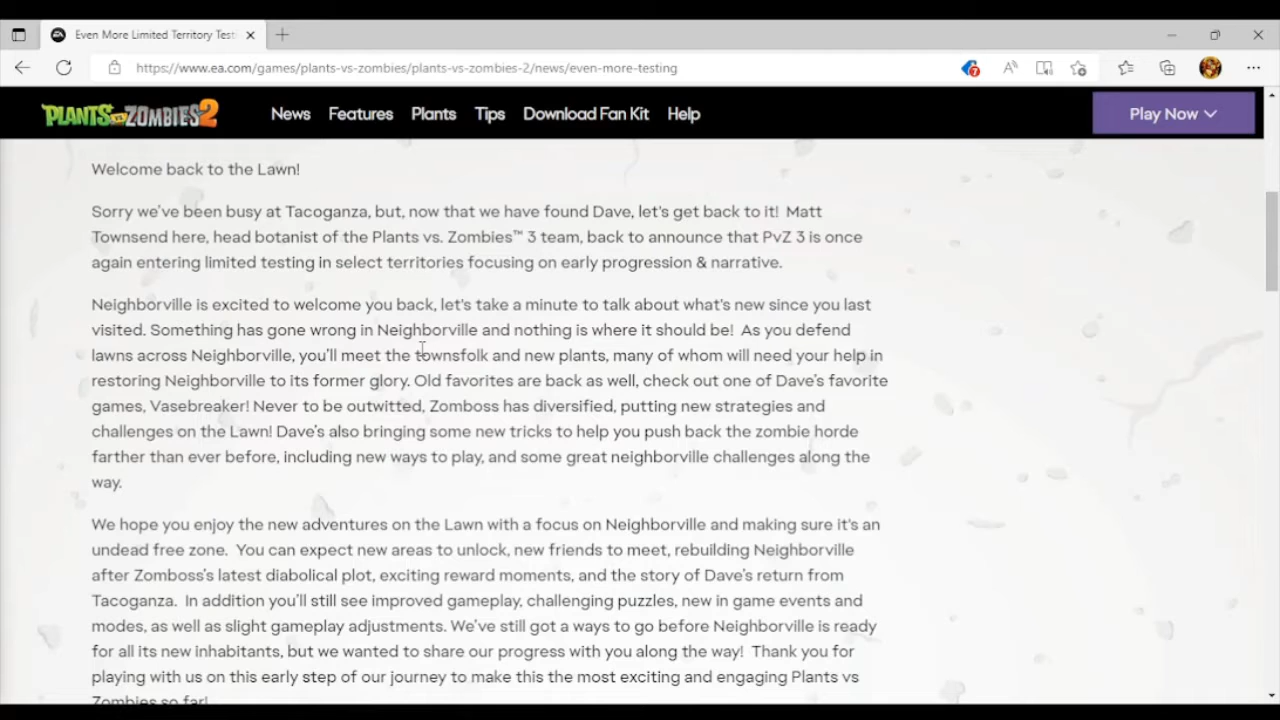 Even More Limited Territory Test
https://www.ea.com/games/plants-vs-zombies/plants-vs-zombies-2/news/even-more-testing
7
PLANTS vs. ZOMBIES 2
News Features Plants Tips Download Fan Kit Help
Play Now
Welcome back to the Lawn!
Sorry we've been busy at Tacoganza, but, now that we have found Dave, let's get back to it! Matt
Townsend here, head botanist of the Plants vs. Zombies™ 3 team, back to announce that PvZ 3 is once
again entering limited testing in select territories focusing on early progression & narrative.
Neighborville is excited to welcome you back, let's take a minute to talk about what's new since you last
visited. Something has gone wrong in Neighborville and nothing is where it should be! As you defend
lawns across Neighborville, you'll meet the townsfolk and new plants, many of whom will need your help in
restoring Neighborville to its former glory. Old favorites are back as well, check out one of Dave's favorite
games, Vasebreaker! Never to be outwitted, Zomboss has diversified, putting new strategies and
challenges on the Lawn! Dave's also bringing some new tricks to help you push back the zombie horde
farther than ever before, including new ways to play, and some great neighborville challenges along the
way.
We hope you enjoy the new adventures on the Lawn with a focus on Neighborville and making sure it's an
undead free zone. You can expect new areas to unlock, new friends to meet, rebuilding Neighborville
after Zomboss's latest diabolical plot, exciting reward moments, and the story of Dave's return from
Tacoganza. In addition you'll still see improved gameplay, challenging puzzles, new in game events and
modes, as well as slight gameplay adjustments. We've still got a ways to go before Neighborville is ready
for all its new inhabitants, but we wanted to share our progress with you along the way! Thank you for
playing with us on this early step of our journey to make this the most exciting and engaging Plants vs
Zombies so far!